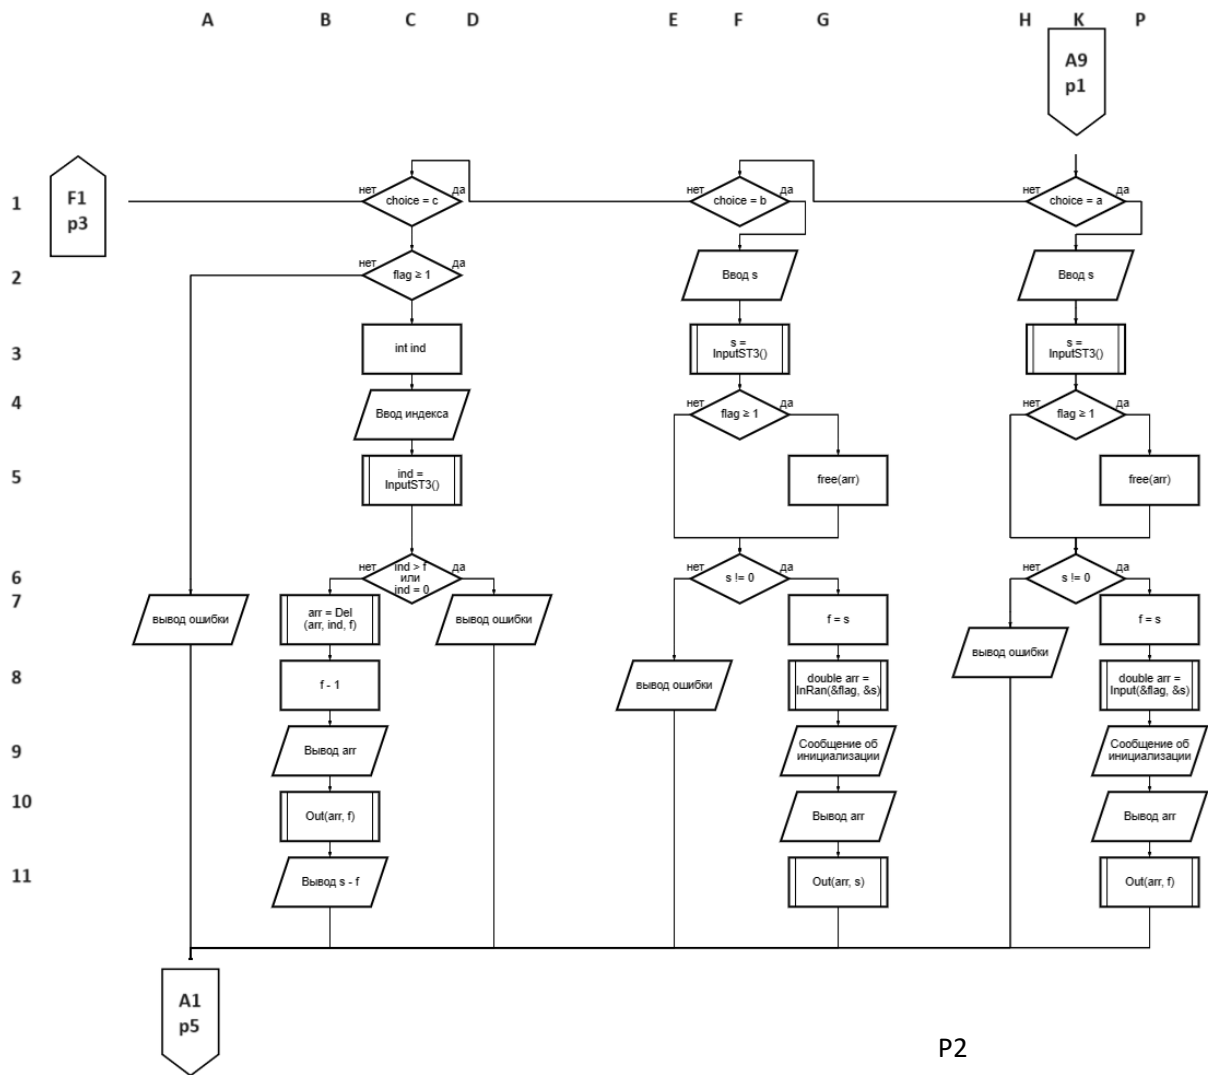 A B C D E F G H K P
A9
p1
F1
p3
1
нет да
choice = c
нет да
choice = b
нет да
choice = a
2
нет да
flag ≥ 1
Ввод s
Ввод s
3
int ind
s =
InputST3()
s =
InputST3()
4
Ввод индекса
нет да
flag ≥ 1
нет да
flag ≥ 1
5
ind =
InputST3()
free(arr)
free(arr)
6
нет да
ind > f
или
ind = 0
нет да
s != 0
нет да
s != 0
7
вывод ошибки
arr = Del
(arr, ind, f)
вывод ошибки
f = s
вывод ошибки
f = s
8
f - 1
вывод ошибки
double arr =
InRan(&flag, &s)
double arr =
Input(&flag, &s)
9
Вывод arr
Сообщение об
инициализации
Сообщение об
инициализации
10
Out(arr, f)
Вывод arr
Вывод arr
11
Вывод s - f
Out(arr, s)
Out(arr, f)
A1
p5
P2